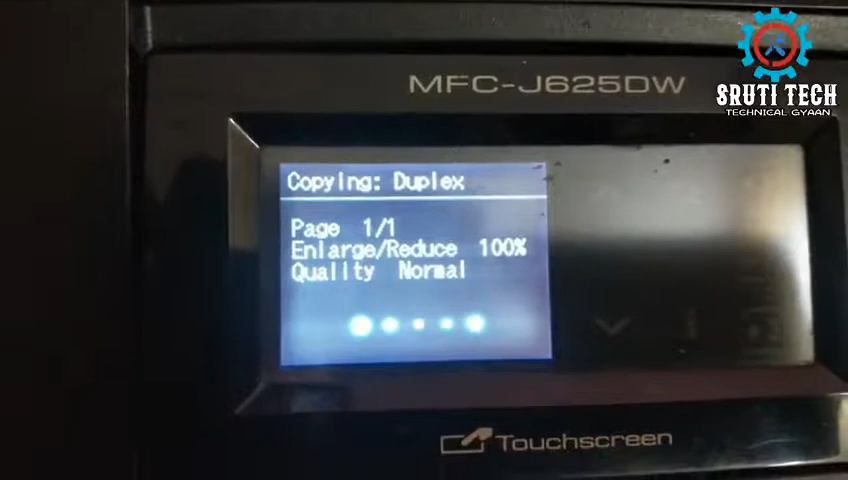 MFC-J625DW
SRUTI TECH
TECHNICAL GYAAN
Copying: Duplex
Page 1/1
Enlarge/Reduce 100%
Quality Normal
Touchscreen